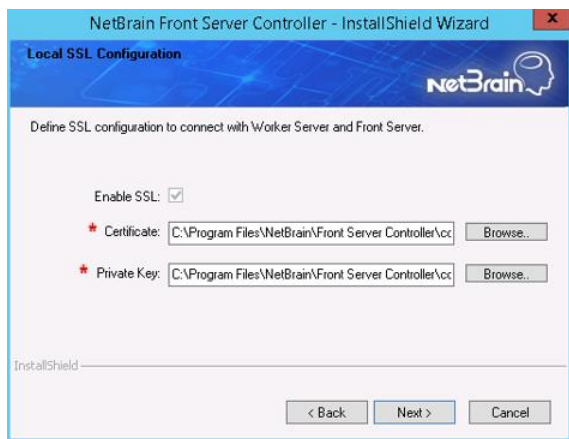 NetBrain Front Server Controller - InstallShield Wizard
x
Local SSL Configuration
NetBrain
Define SSL configuration to connect with Worker Server and Front Server.
Enable SSL:
* Certificate: C:\Program Files\NetBrain\Front Server Controller\cc Browse..
* Private Key: C:\Program Files\NetBrain\Front Server Controller\cc Browse..
InstallShield
< Back Next > Cancel